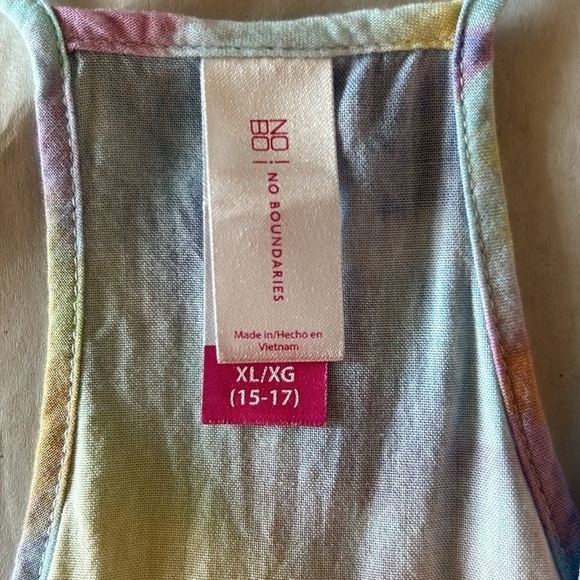 NO
BO
NO BOUNDARIES
Made in/Hecho en
Vietnam
XL/XG
(15-17)